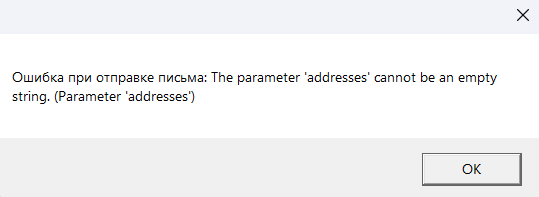 Ошибка при отправке письма: The parameter 'addresses' cannot be an empty
string. (Parameter 'addresses')
OK